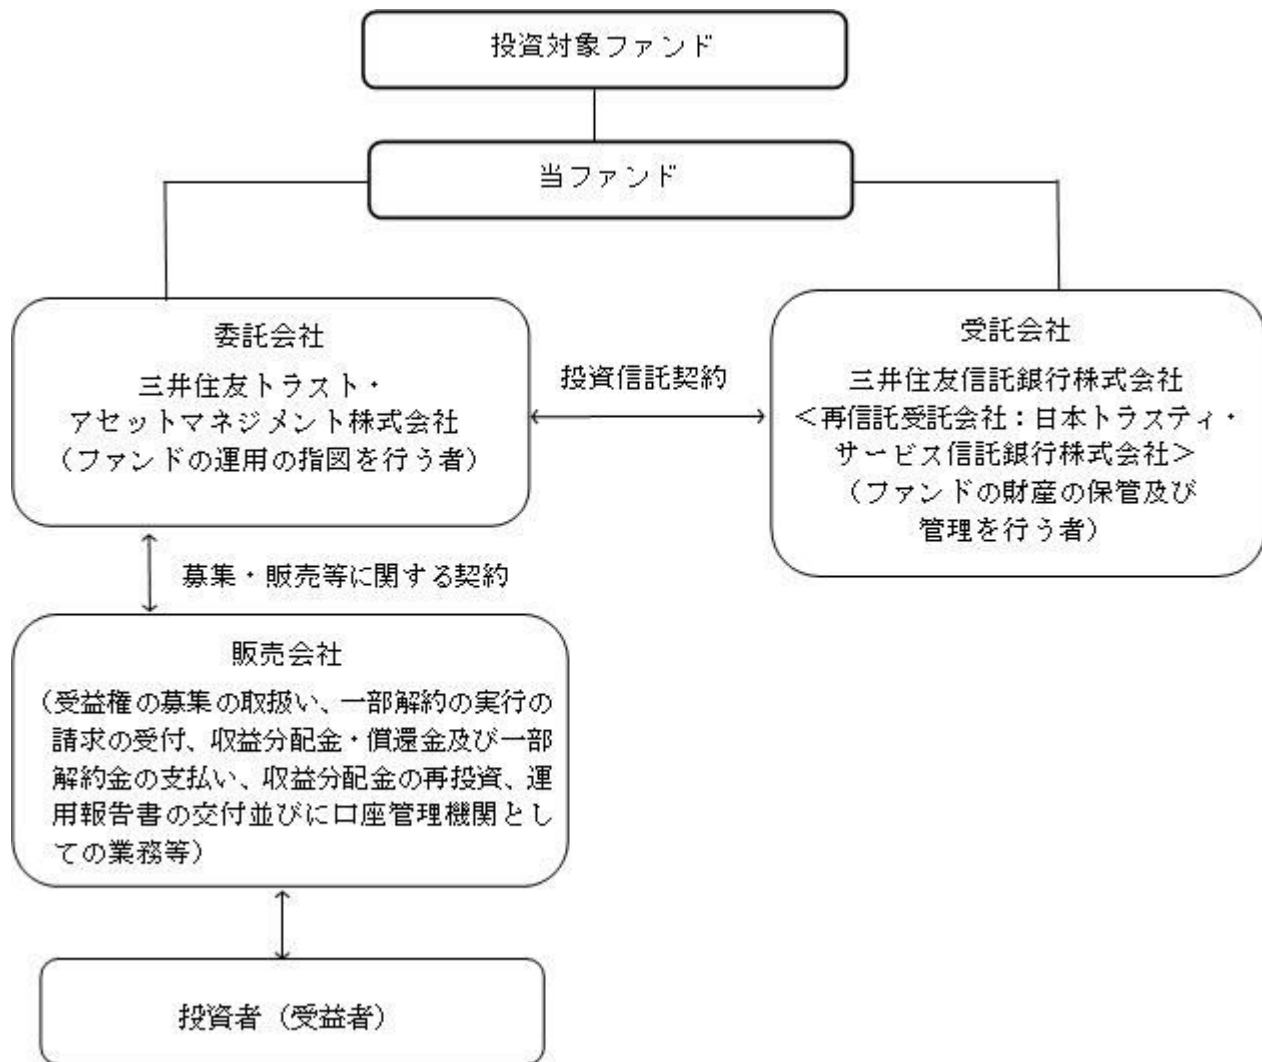 投資対象ファンド
当ファンド
委託会社
三井住友トラスト・
アセットマネジメント株式会社
（ファンドの運用の指図を行う者）
投資信託契約
受託会社
三井住友信託銀行株式会社
＜再信託受託会社：日本トラスティ・
サービス信託銀行株式会社＞
（ファンドの財産の保管及び
管理を行う者）
募集・販売等に関する契約
販売会社
（受益権の募集の取扱い、一部解約の実行の
請求の受付、収益分配金・償還金及び一部
解約金の支払い、収益分配金の再投資、運
用報告書の交付並びに口座管理機関とし
ての業務等）
投資者（受益者）